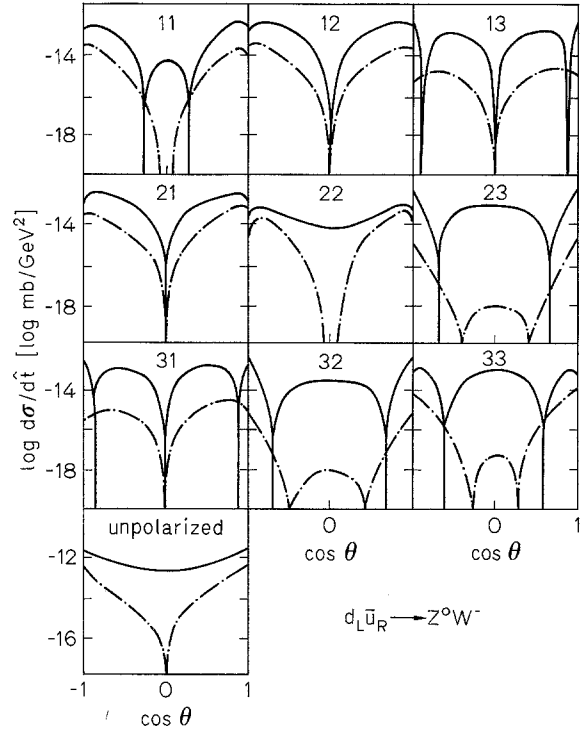 11 12 13
-14
-18
21 22 23
-14
-18
31 32 33
-14
-18
log dσ/dt̂ [log mb/GeV²]
unpolarized
0 0 1
cos θ cos θ
-12
-16
d_L ū_R → Z⁰W⁻
-1 0 1
cos θ